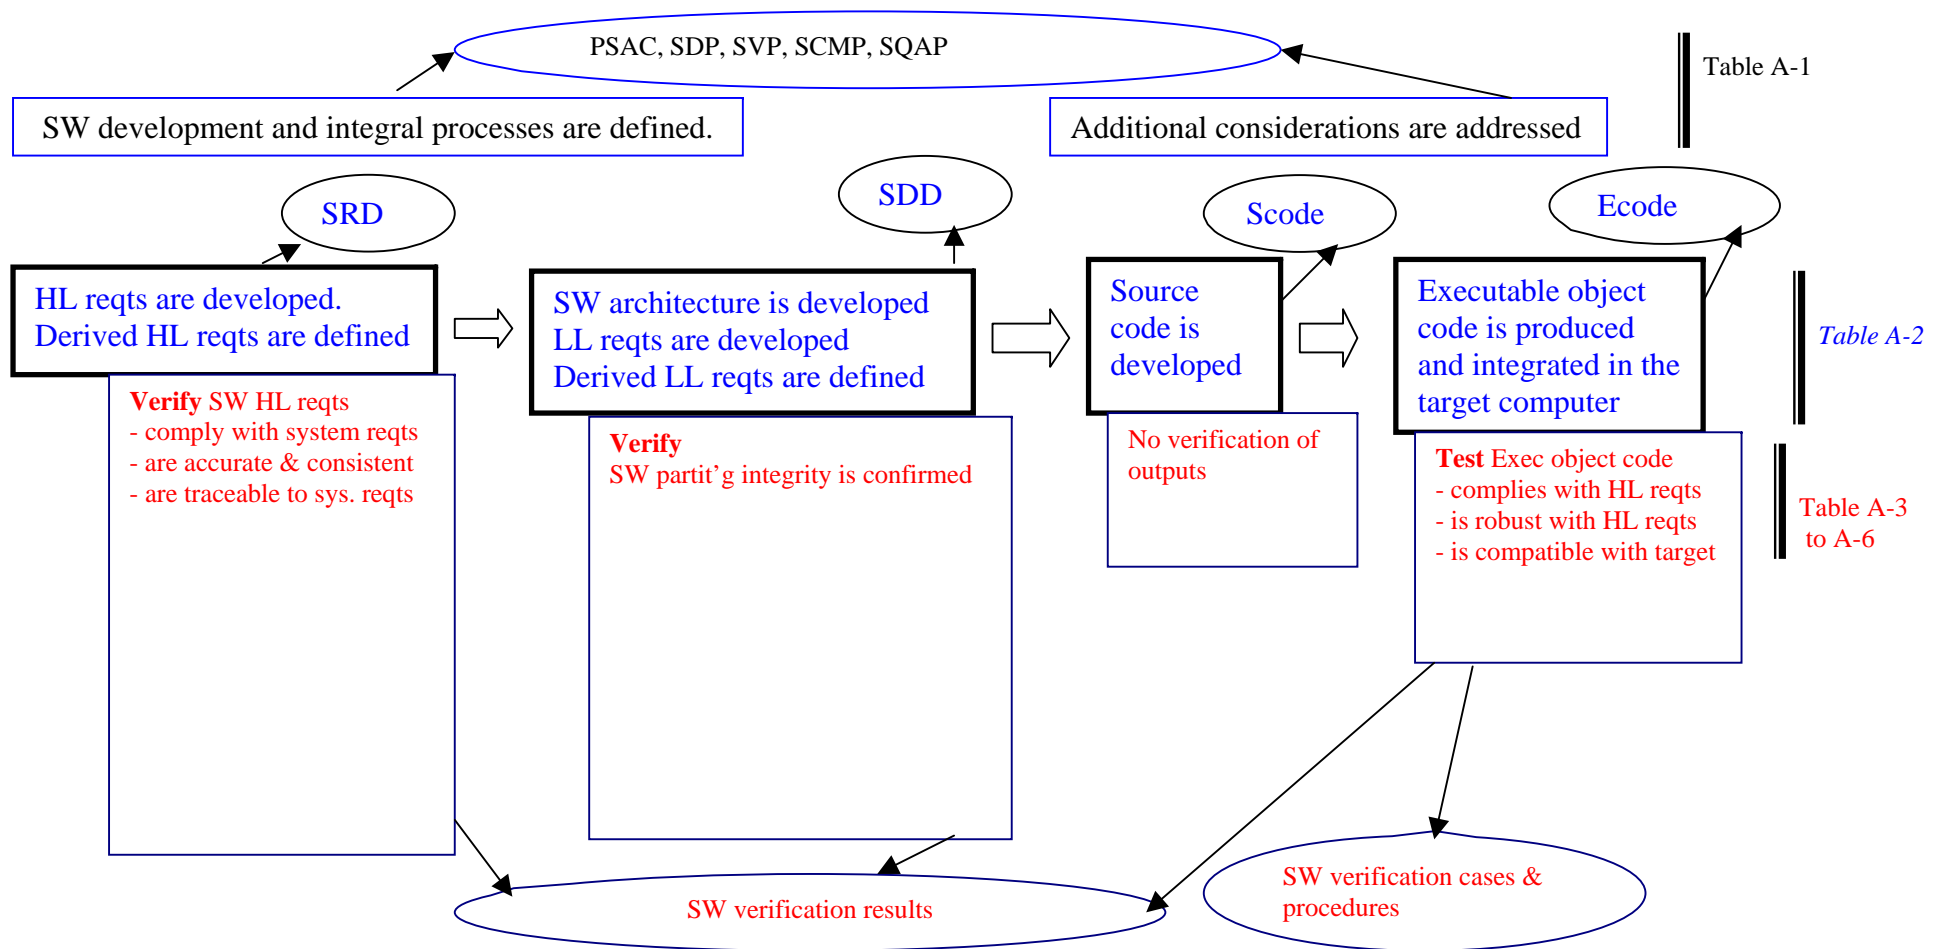 PSAC, SDP, SVP, SCMP, SQAP
Table A-1
SW development and integral processes are defined.
Additional considerations are addressed
SRD
SDD
Scode
Ecode
HL reqts are developed.
Derived HL reqts are defined
SW architecture is developed
LL reqts are developed
Derived LL reqts are defined
Source
code is
developed
Executable object
code is produced
and integrated in the
target computer
Table A-2
Verify SW HL reqts
- comply with system reqts
- are accurate & consistent
- are traceable to sys. reqts
Verify
SW partit’g integrity is confirmed
No verification of
outputs
Test Exec object code
- complies with HL reqts
- is robust with HL reqts
- is compatible with target
Table A-3
to A-6
SW verification results
SW verification cases &
procedures